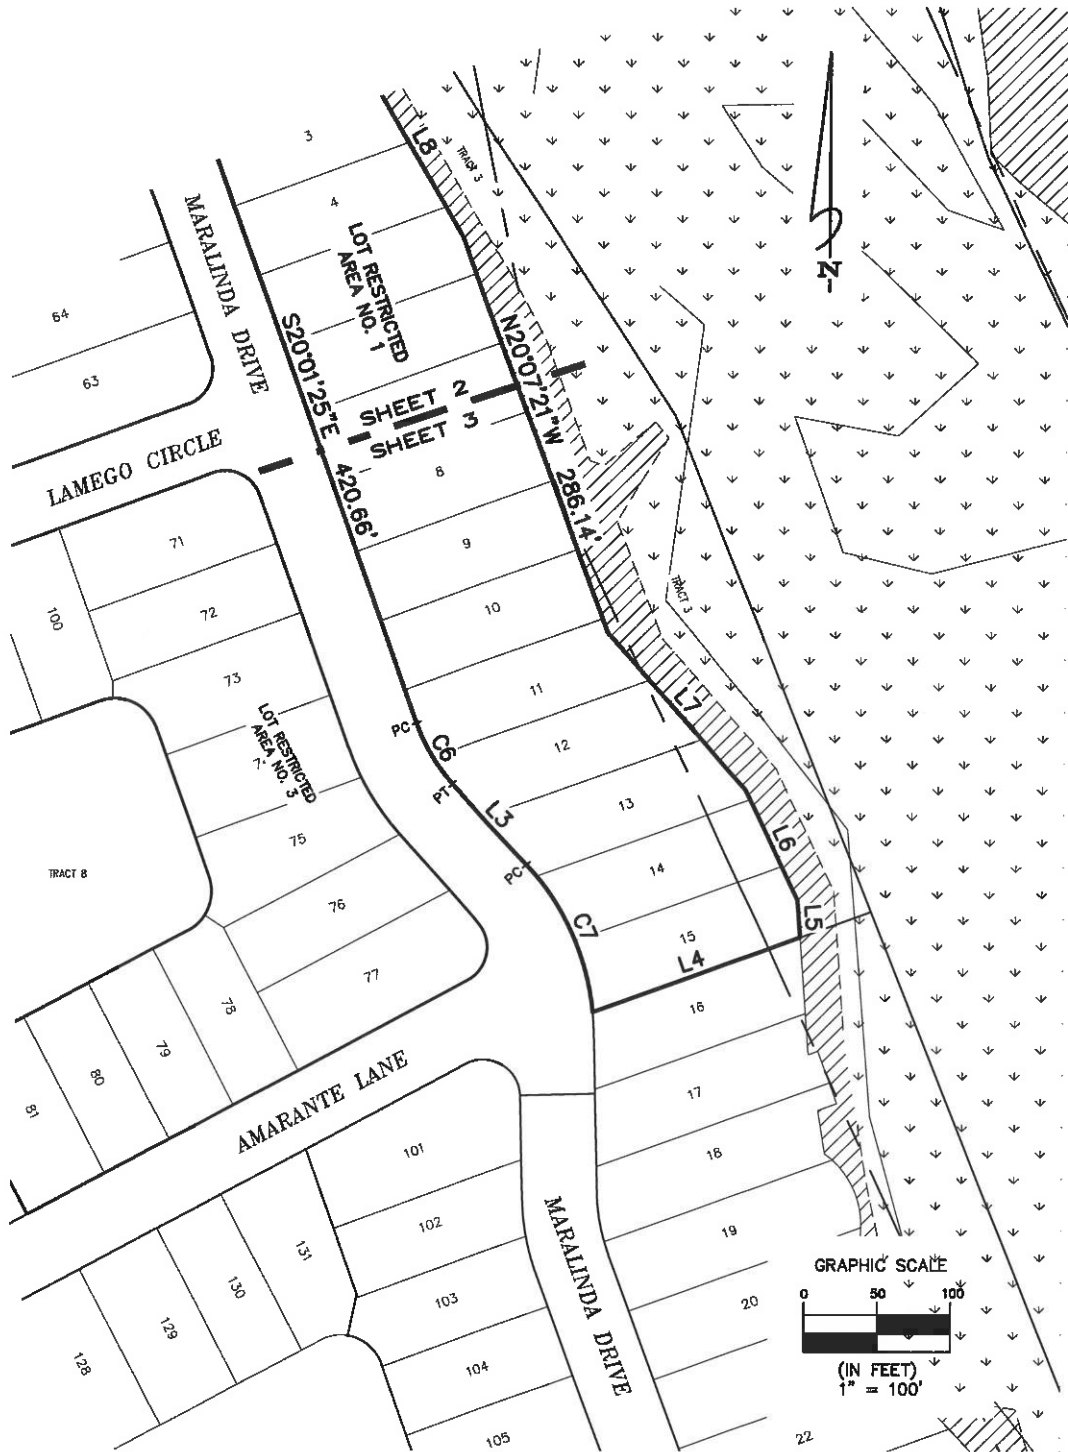 3
4
L8
TRACT 3
MARALINDA DRIVE
LOT RESTRICTED
AREA NO. 1
N
64
63
S20°01'25"E
420.66'
N20°07'21"W
286.14'
SHEET 2
SHEET 3
LAMEGO CIRCLE
8
71
9
100
72
10
TRACT 3
73
11
L7
LOT RESTRICTED
AREA NO. 3
7
PC
C6
12
PT
L3
13
75
L6
PC
14
TRACT 8
76
C7
15
L5
L4
77
16
78
79
80
81
AMARANTE LANE
17
101
18
102
19
131
MARALINDA DRIVE
GRAPHIC SCALE
0 50 100
(IN FEET)
1" = 100'
130
103
20
129
128
104
105
22